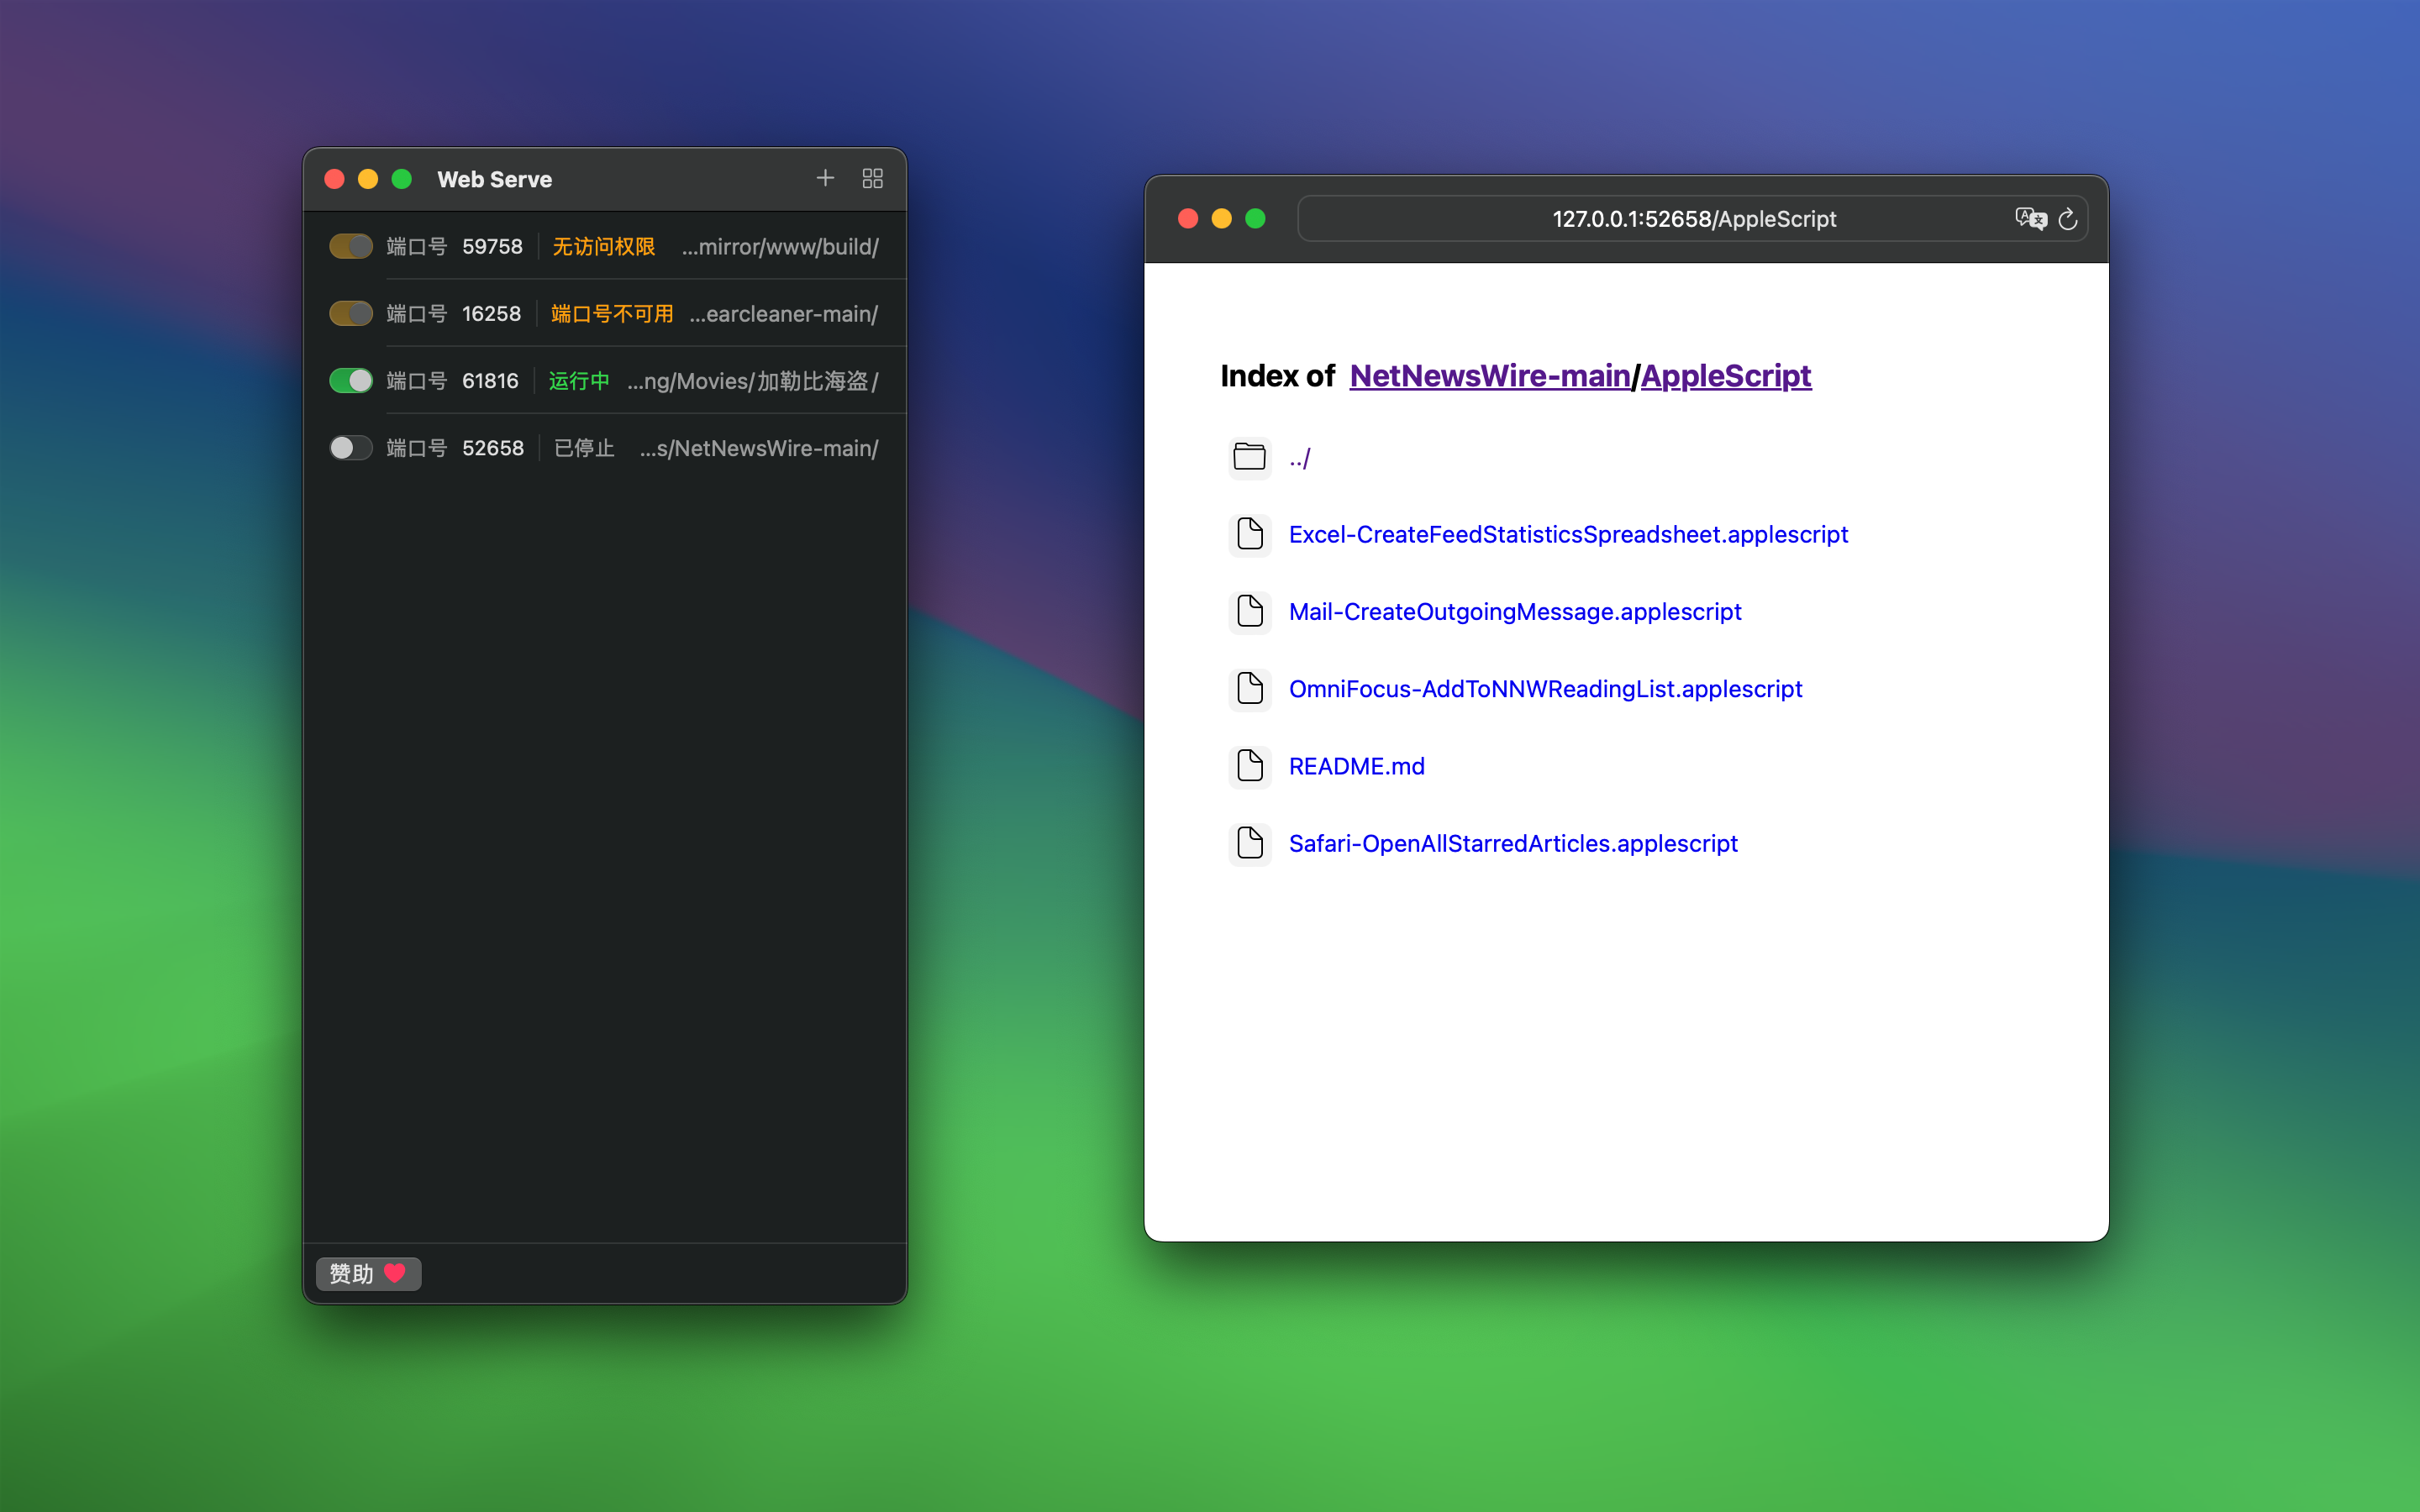 Web Serve
端口号 59758 无访问权限 ...mirror/www/build/
端口号 16258 端口号不可用 ...earcleaner-main/
端口号 61816 运行中 ...ng/Movies/加勒比海盗/
端口号 52658 已停止 ...s/NetNewsWire-main/
赞助
127.0.0.1:52658/AppleScript
Index of NetNewsWire-main/AppleScript
../
Excel-CreateFeedStatisticsSpreadsheet.applescript
Mail-CreateOutgoingMessage.applescript
OmniFocus-AddToNNWReadingList.applescript
README.md
Safari-OpenAllStarredArticles.applescript